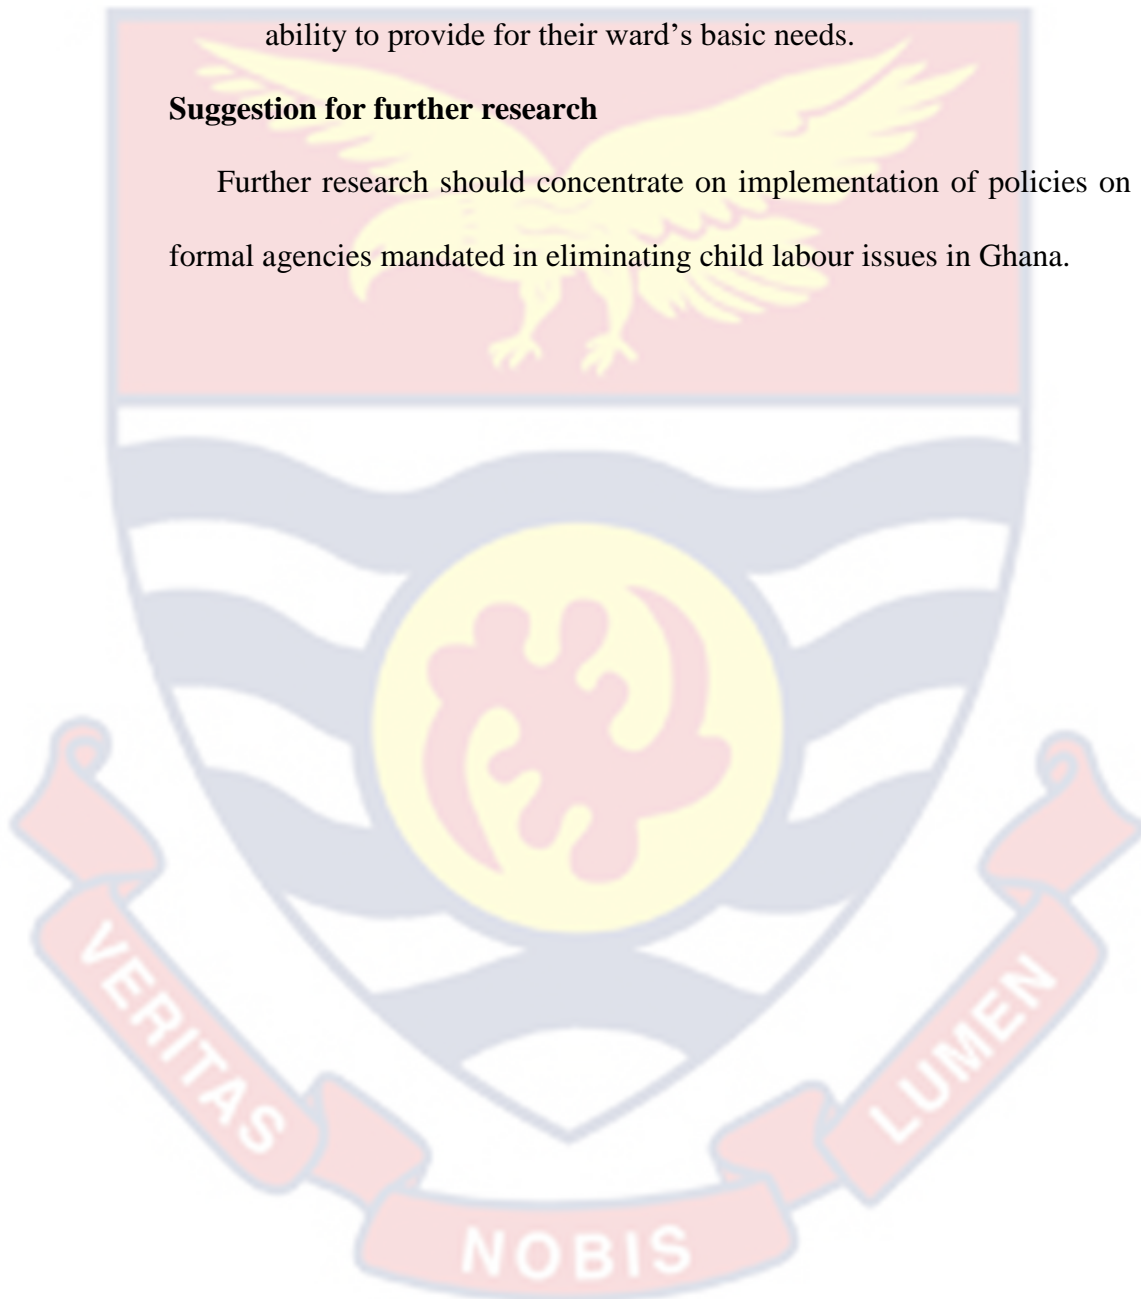 ability to provide for their ward’s basic needs.
Suggestion for further research
Further research should concentrate on implementation of policies on
formal agencies mandated in eliminating child labour issues in Ghana.
VERITAS
NOBIS
LUMEN